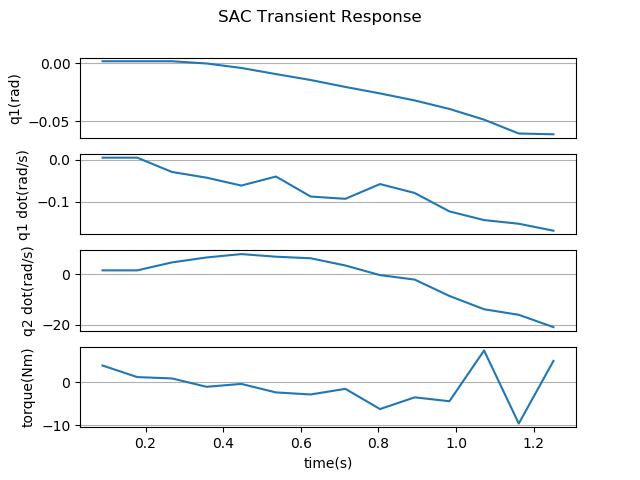 SAC Transient Response
q1(rad)
0.00
−0.05
q1 dot(rad/s)
0.0
−0.1
q2 dot(rad/s)
0
−20
torque(Nm)
0
−10
0.2 0.4 0.6 0.8 1.0 1.2
time(s)